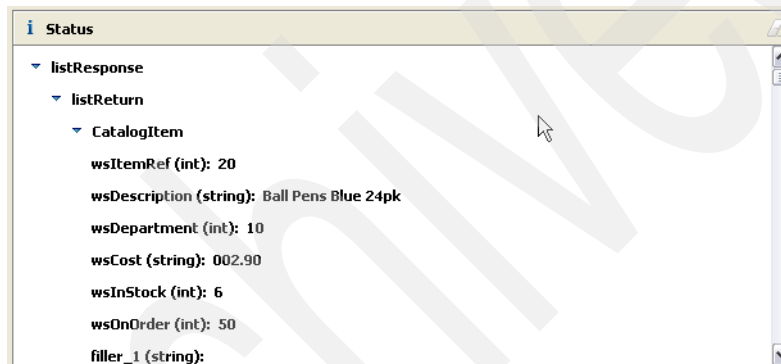 i Status
listResponse
listReturn
CatalogItem
wsItemRef (int): 20
wsDescription (string): Ball Pens Blue 24pk
wsDepartment (int): 10
wsCost (string): 002.90
wsInStock (int): 6
wsOnOrder (int): 50
filler_1 (string):